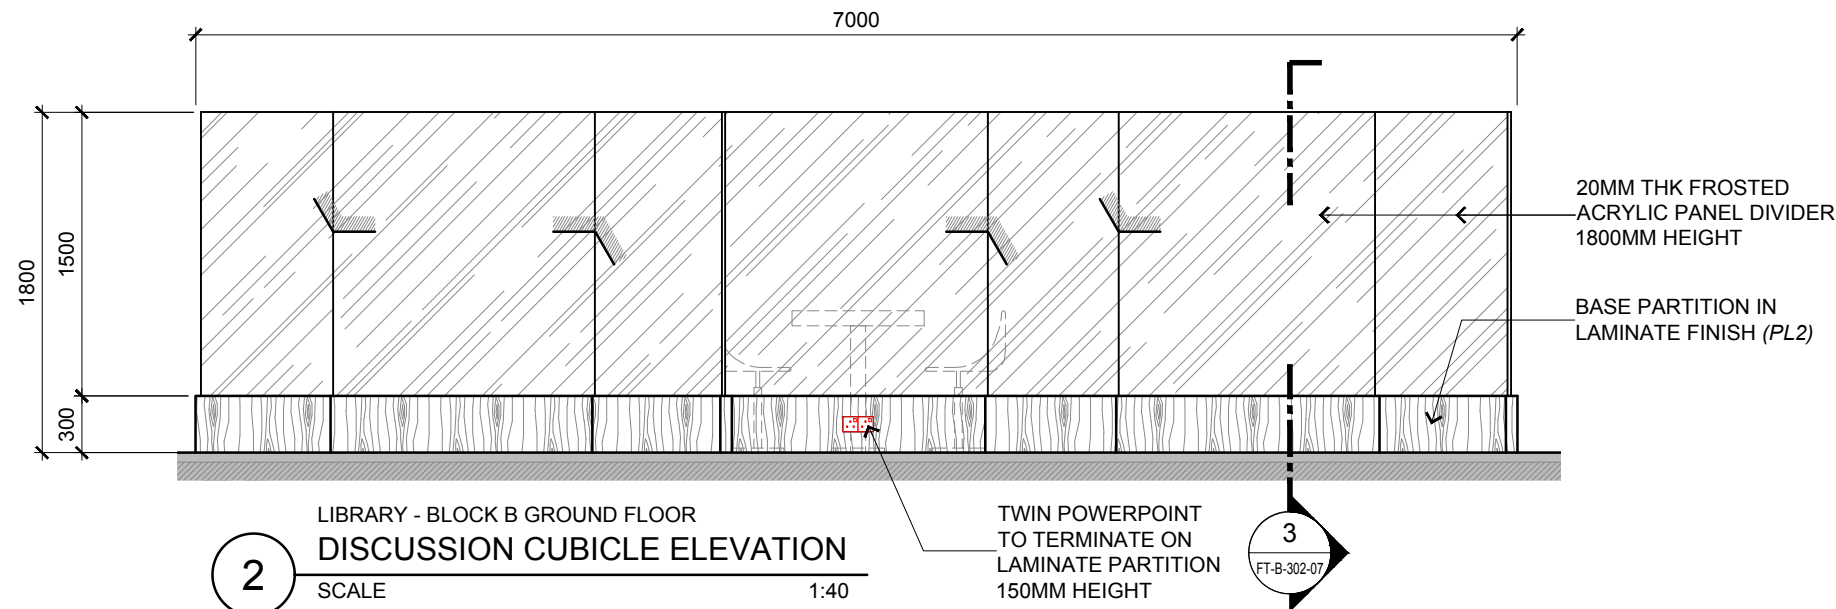 7000
1800
1500
300
20MM THK FROSTED
ACRYLIC PANEL DIVIDER
1800MM HEIGHT
BASE PARTITION IN
LAMINATE FINISH (PL2)
TWIN POWERPOINT
TO TERMINATE ON
LAMINATE PARTITION
150MM HEIGHT
3
FT-B-302-07
2
LIBRARY - BLOCK B GROUND FLOOR
DISCUSSION CUBICLE ELEVATION
SCALE 1:40